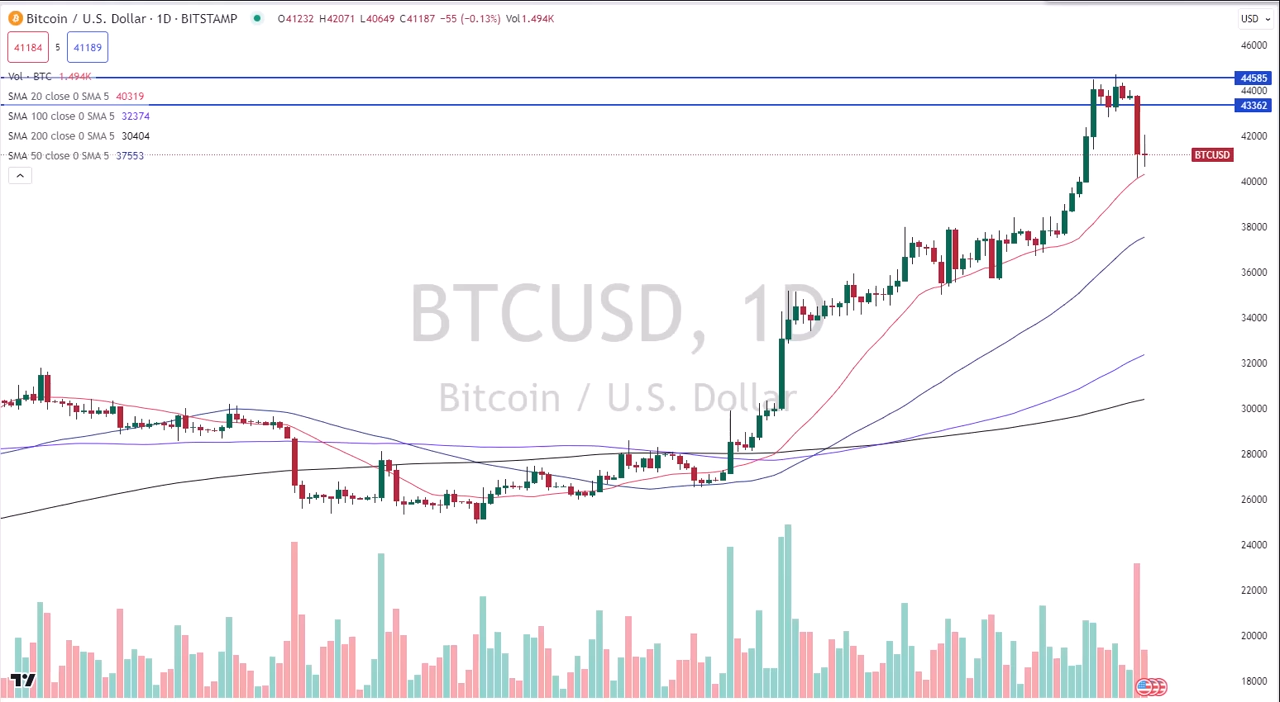 Bitcoin / U.S. Dollar · 1D · BITSTAMP O41232 H42071 L40649 C41187 −55 (−0.13%) Vol1.494K
USD
41184 5 41189
46000
Vol · BTC 1.494K
44585
44000
SMA 20 close 0 SMA 5 40319
43362
SMA 100 close 0 SMA 5 32374
SMA 200 close 0 SMA 5 30404
42000
SMA 50 close 0 SMA 5 37553
BTCUSD
40000
38000
36000
BTCUSD, 1D
34000
32000
Bitcoin / U.S. Dollar
30000
28000
26000
24000
22000
20000
18000